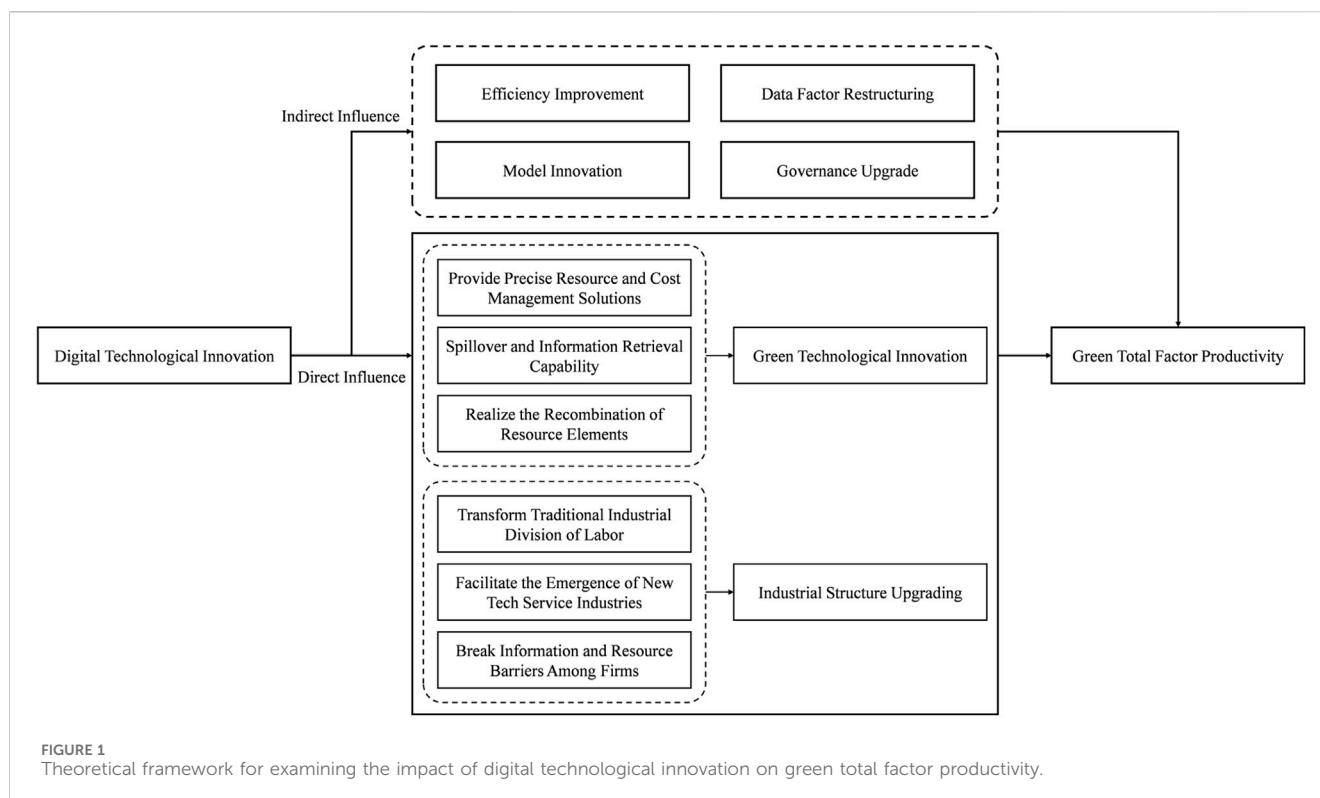 Efficiency Improvement
Data Factor Restructuring
Indirect Influence
Model Innovation
Governance Upgrade
Provide Precise Resource and Cost
Management Solutions
Digital Technological Innovation
Direct Influence
Spillover and Information Retrieval
Capability
Green Technological Innovation
Green Total Factor Productivity
Realize the Recombination of
Resource Elements
Transform Traditional Industrial
Division of Labor
Facilitate the Emergence of New
Tech Service Industries
Industrial Structure Upgrading
Break Information and Resource
Barriers Among Firms
FIGURE 1
Theoretical framework for examining the impact of digital technological innovation on green total factor productivity.